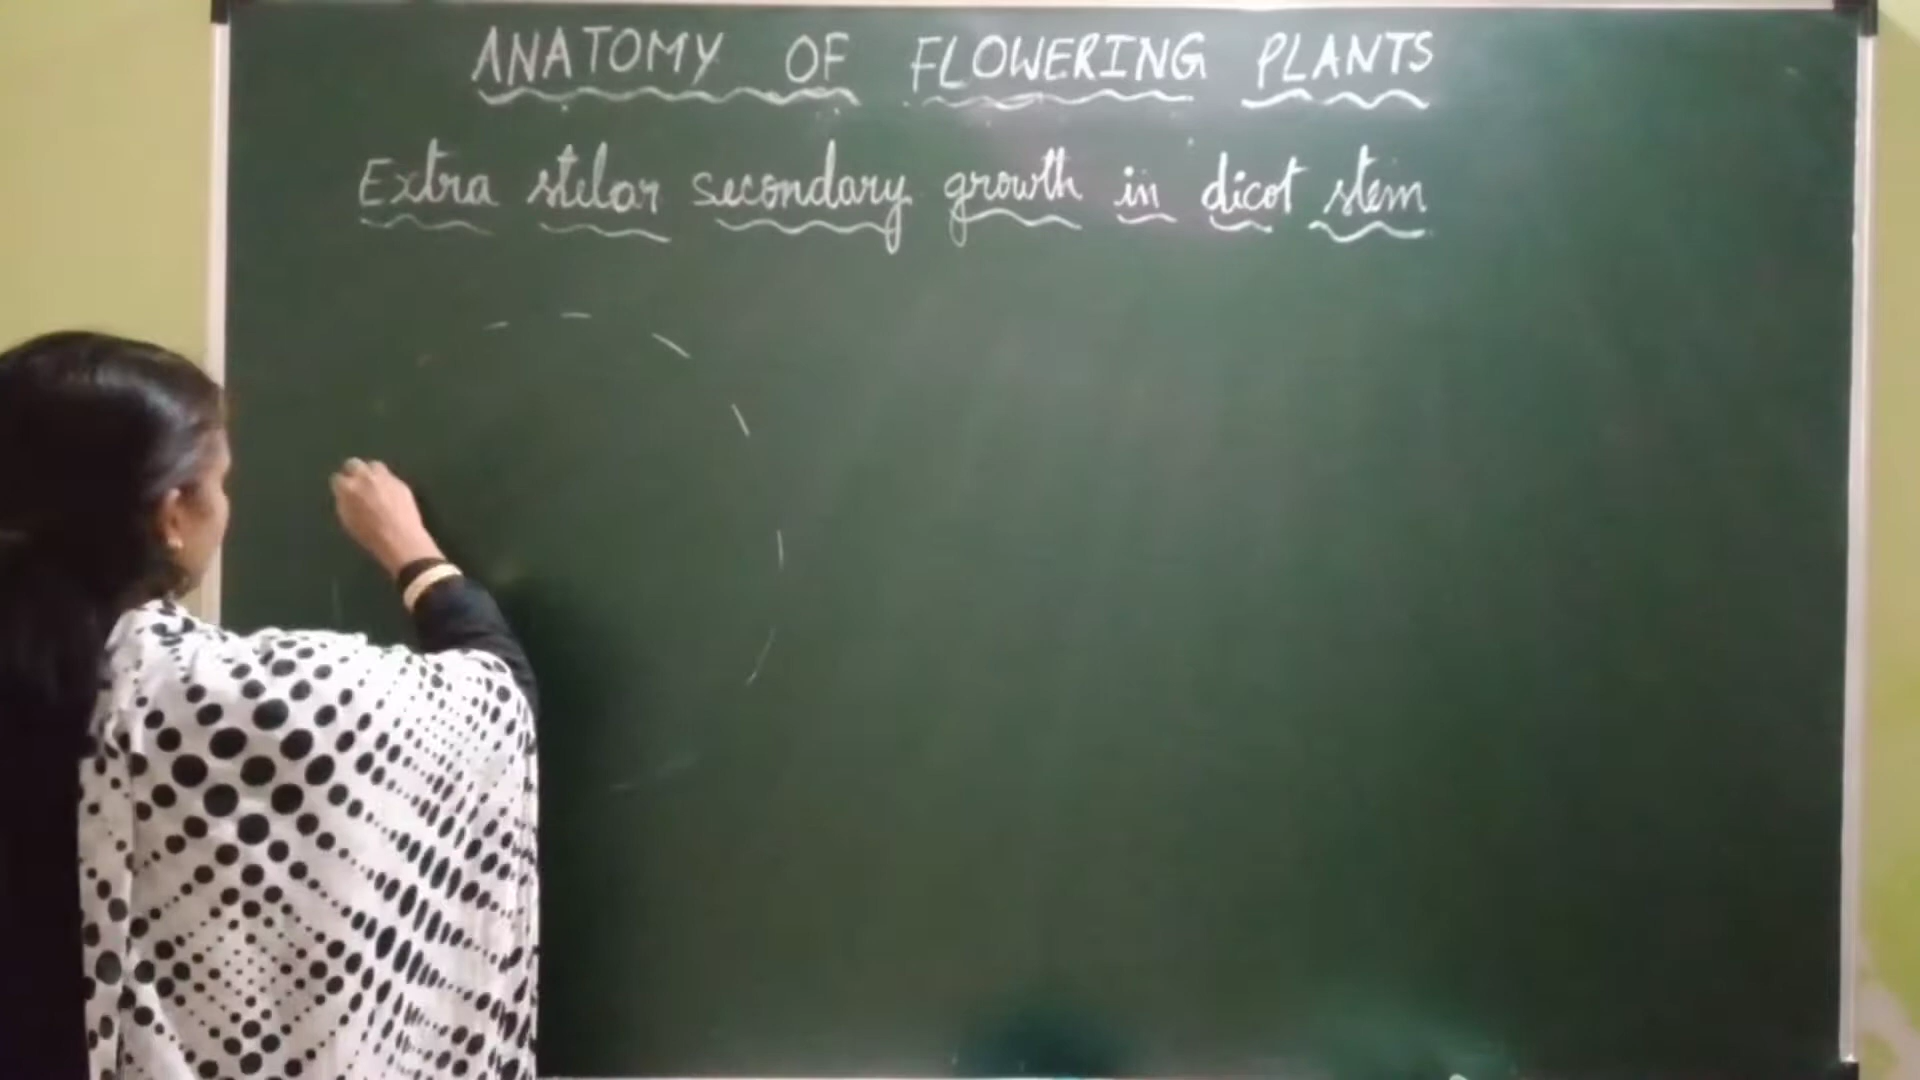 ANATOMY OF FLOWERING PLANTS
Extra stelar secondary growth in dicot stem